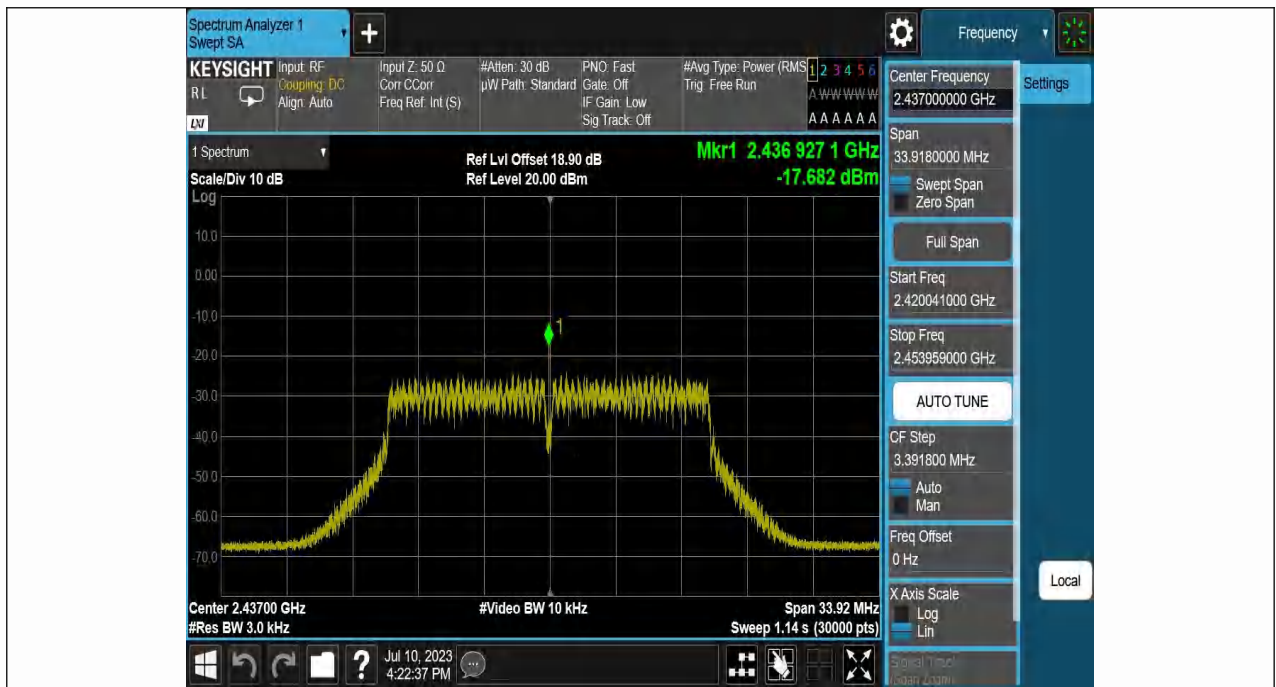 Spectrum Analyzer 1
Swept SA
+
Frequency
KEYSIGHT
RL
LXI
Input: RF
Coupling: DC
Align: Auto
Input Z: 50 Ω
Corr CCorr
Freq Ref: Int (S)
#Atten: 30 dB
µW Path: Standard
PNO: Fast
Gate: Off
IF Gain: Low
Sig Track: Off
#Avg Type: Power (RMS
Trig: Free Run
1 2 3 4 5 6
A W W W W W
A A A A A A
1 Spectrum
Scale/Div 10 dB
Log
Ref Lvl Offset 18.90 dB
Ref Level 20.00 dBm
Mkr1 2.436 927 1 GHz
-17.682 dBm
10.0
0.00
-10.0
-20.0
-30.0
-40.0
-50.0
-60.0
-70.0
1
Center 2.43700 GHz
#Res BW 3.0 kHz
#Video BW 10 kHz
Span 33.92 MHz
Sweep 1.14 s (30000 pts)
Center Frequency
2.437000000 GHz
Settings
Span
33.9180000 MHz
Swept Span
Zero Span
Full Span
Start Freq
2.420041000 GHz
Stop Freq
2.453959000 GHz
AUTO TUNE
CF Step
3.391800 MHz
Auto
Man
Freq Offset
0 Hz
X Axis Scale
Log
Lin
Local
Signal Track
(Span Zoom)
?
Jul 10, 2023
4:22:37 PM